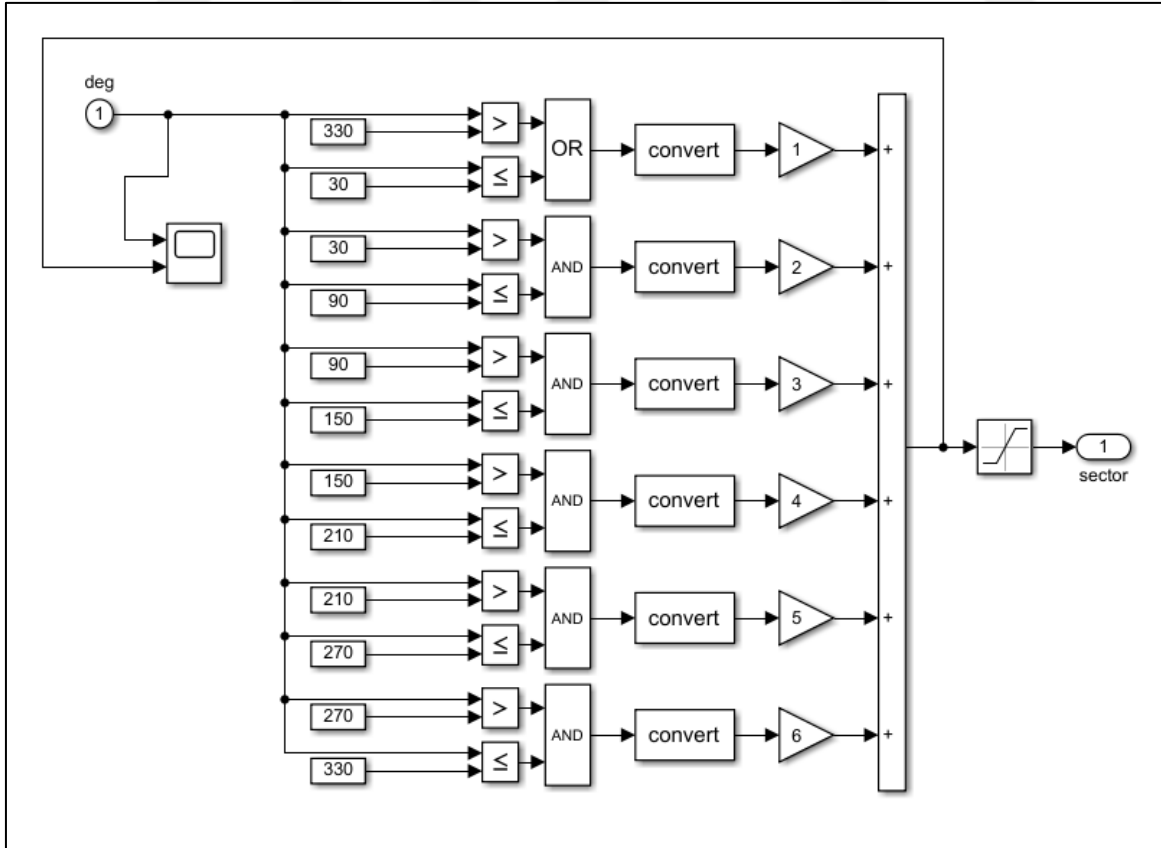 deg
1
330
>
30
≤
OR
convert
1
+
30
>
90
≤
AND
convert
2
+
90
>
150
≤
AND
convert
3
+
150
>
210
≤
AND
convert
4
+
1
sector
210
>
270
≤
AND
convert
5
+
270
>
330
≤
AND
convert
6
+